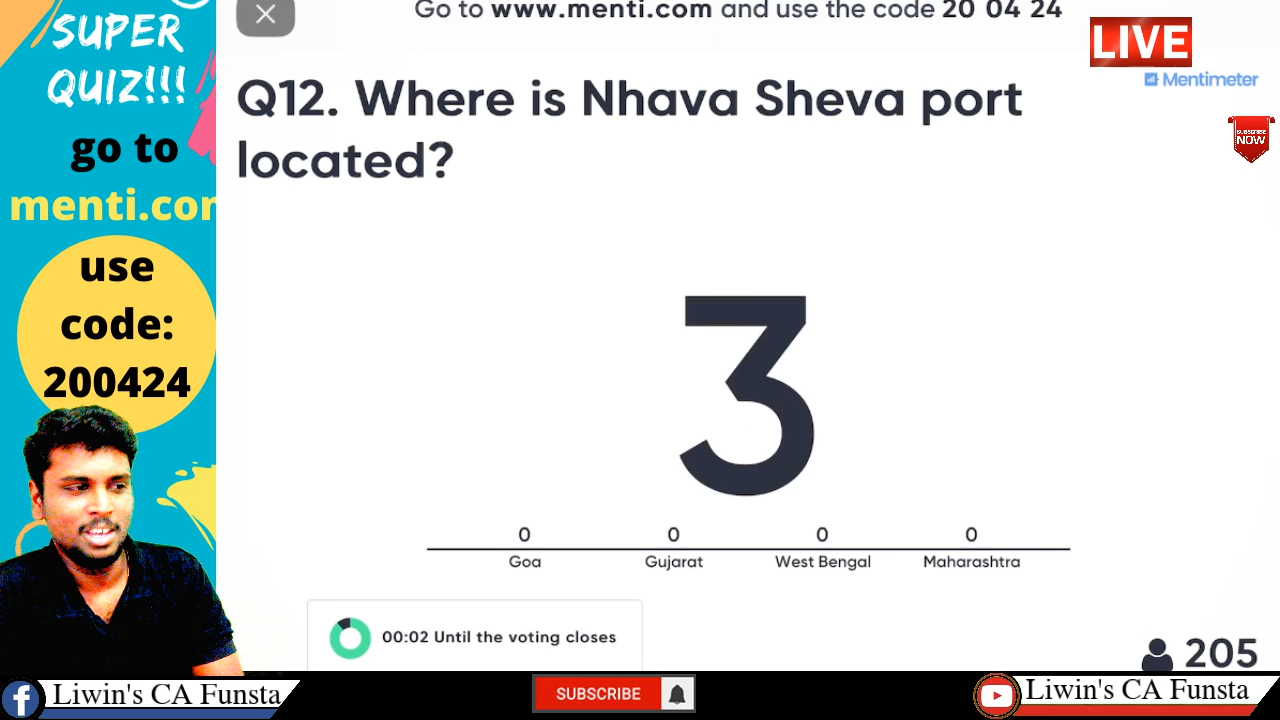 SUPER
QUIZ!!!
go to
menti.com
use
code:
200424
Go to www.menti.com and use the code 20 04 24
LIVE
Mentimeter
SUBSCRIBE
NOW
Q12. Where is Nhava Sheva port
located?
3
0 0 0 0
Goa Gujarat West Bengal Maharashtra
00:02 Until the voting closes
205
f Liwin's CA Funsta
SUBSCRIBE
Liwin's CA Funsta